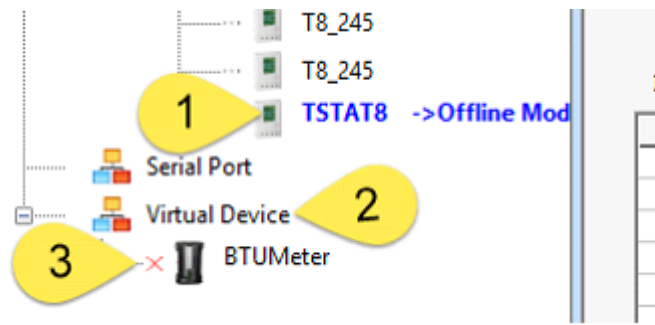 T8_245
T8_245
1
TSTAT8 ->Offline Mod
Serial Port
Virtual Device
2
3
BTUMeter